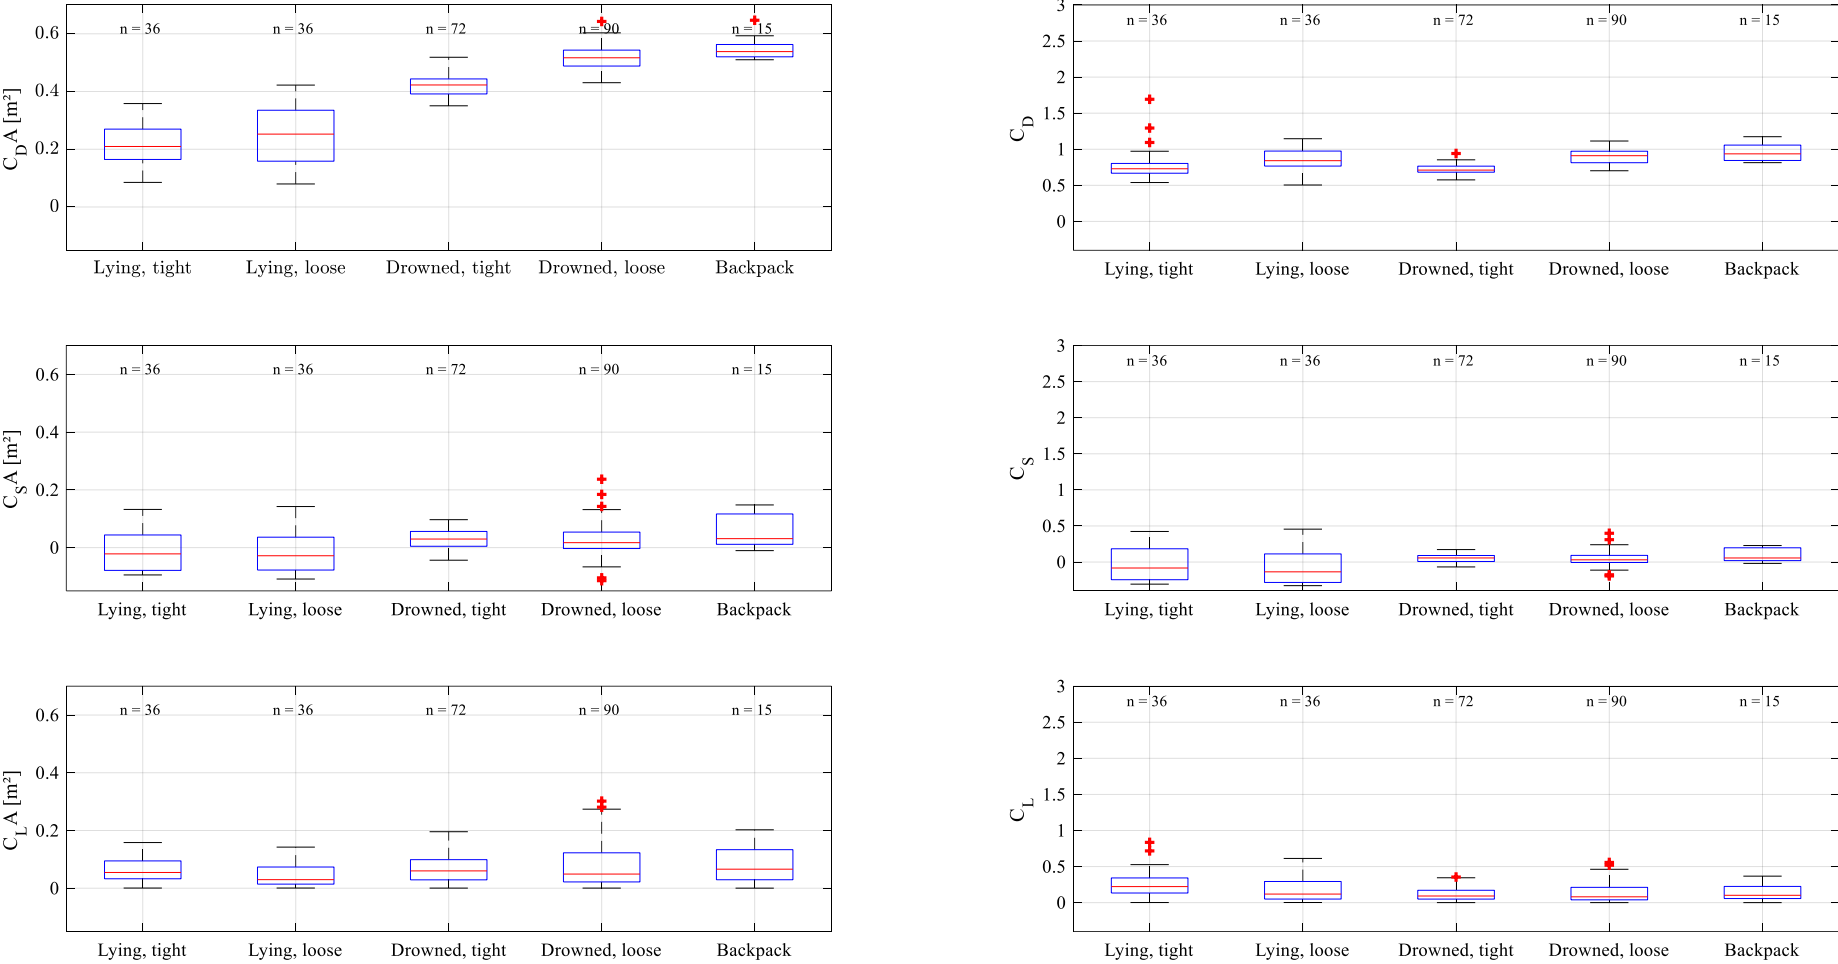 C_D A [m²]
0.6
0.4
0.2
0
n = 36
n = 36
n = 72
n = 90
n = 15
Lying, tight
Lying, loose
Drowned, tight
Drowned, loose
Backpack
C_D
3
2.5
2
1.5
1
0.5
0
n = 36
n = 36
n = 72
n = 90
n = 15
Lying, tight
Lying, loose
Drowned, tight
Drowned, loose
Backpack
C_S A [m²]
0.6
0.4
0.2
0
n = 36
n = 36
n = 72
n = 90
n = 15
Lying, tight
Lying, loose
Drowned, tight
Drowned, loose
Backpack
C_S
3
2.5
2
1.5
1
0.5
0
n = 36
n = 36
n = 72
n = 90
n = 15
Lying, tight
Lying, loose
Drowned, tight
Drowned, loose
Backpack
C_L A [m²]
0.6
0.4
0.2
0
n = 36
n = 36
n = 72
n = 90
n = 15
Lying, tight
Lying, loose
Drowned, tight
Drowned, loose
Backpack
C_L
3
2.5
2
1.5
1
0.5
0
n = 36
n = 36
n = 72
n = 90
n = 15
Lying, tight
Lying, loose
Drowned, tight
Drowned, loose
Backpack